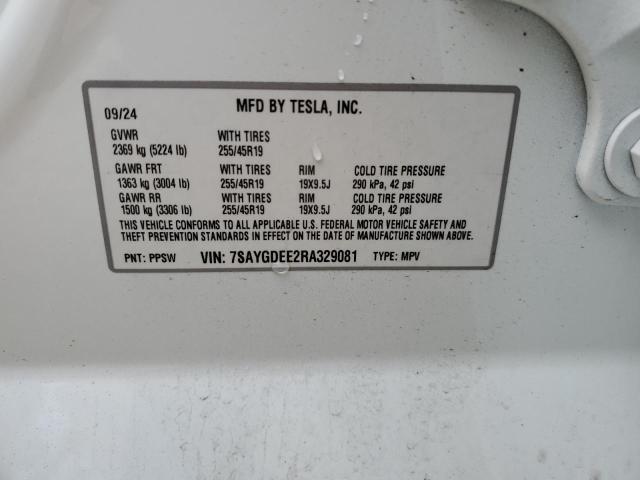 09/24 MFD BY TESLA, INC.
GVWR WITH TIRES
2369 kg (5224 lb) 255/45R19
GAWR FRT WITH TIRES RIM COLD TIRE PRESSURE
1363 kg (3004 lb) 255/45R19 19X9.5J 290 kPa, 42 psi
GAWR RR WITH TIRES RIM COLD TIRE PRESSURE
1500 kg (3306 lb) 255/45R19 19X9.5J 290 kPa, 42 psi
THIS VEHICLE CONFORMS TO ALL APPLICABLE U.S. FEDERAL MOTOR VEHICLE SAFETY AND
THEFT PREVENTION STANDARDS IN EFFECT ON THE DATE OF MANUFACTURE SHOWN ABOVE.
PNT: PPSW VIN: 7SAYGDEE2RA329081 TYPE: MPV